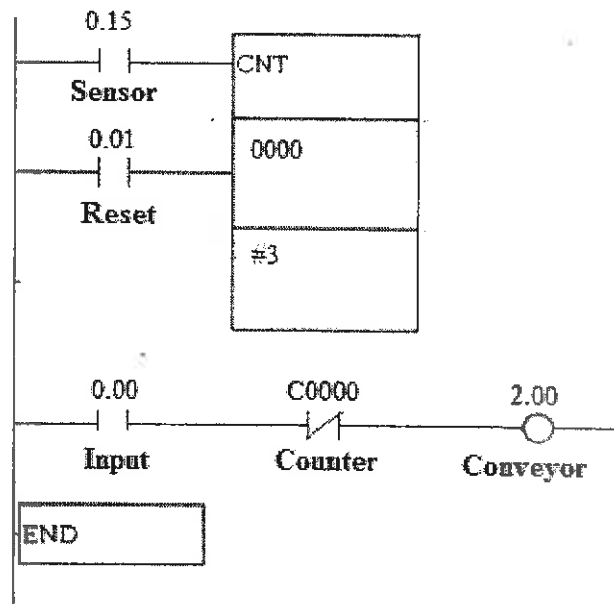 0.15
CNT
Sensor
0.01
0000
Reset
#3
0.00 C0000 2.00
Input Counter Conveyor
END